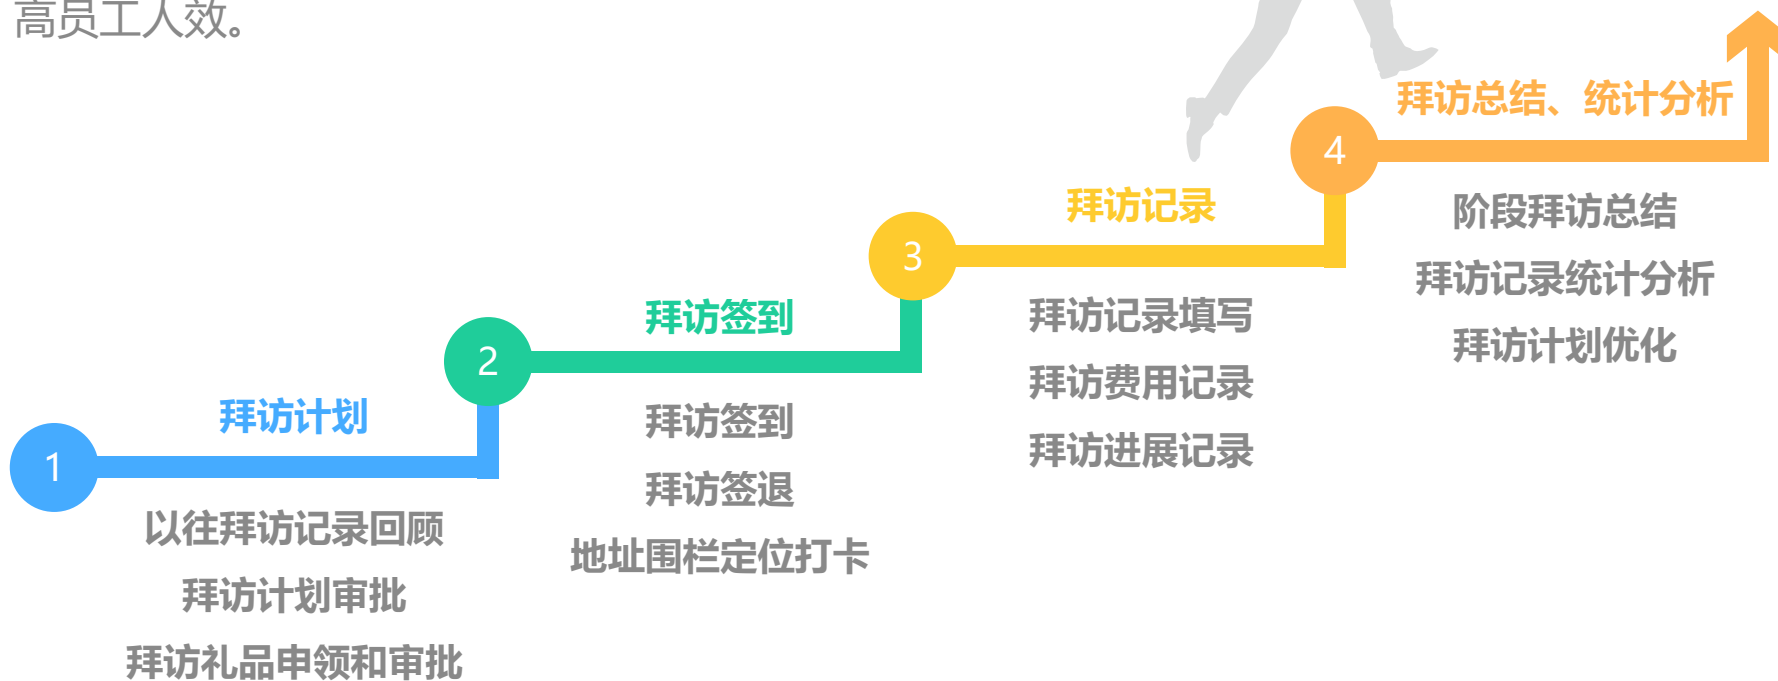 高员工人效。
1
拜访计划
以往拜访记录回顾
拜访计划审批
拜访礼品申领和审批
2
拜访签到
拜访签到
拜访签退
地址围栏定位打卡
3
拜访记录
拜访记录填写
拜访费用记录
拜访进展记录
4
拜访总结、统计分析
阶段拜访总结
拜访记录统计分析
拜访计划优化